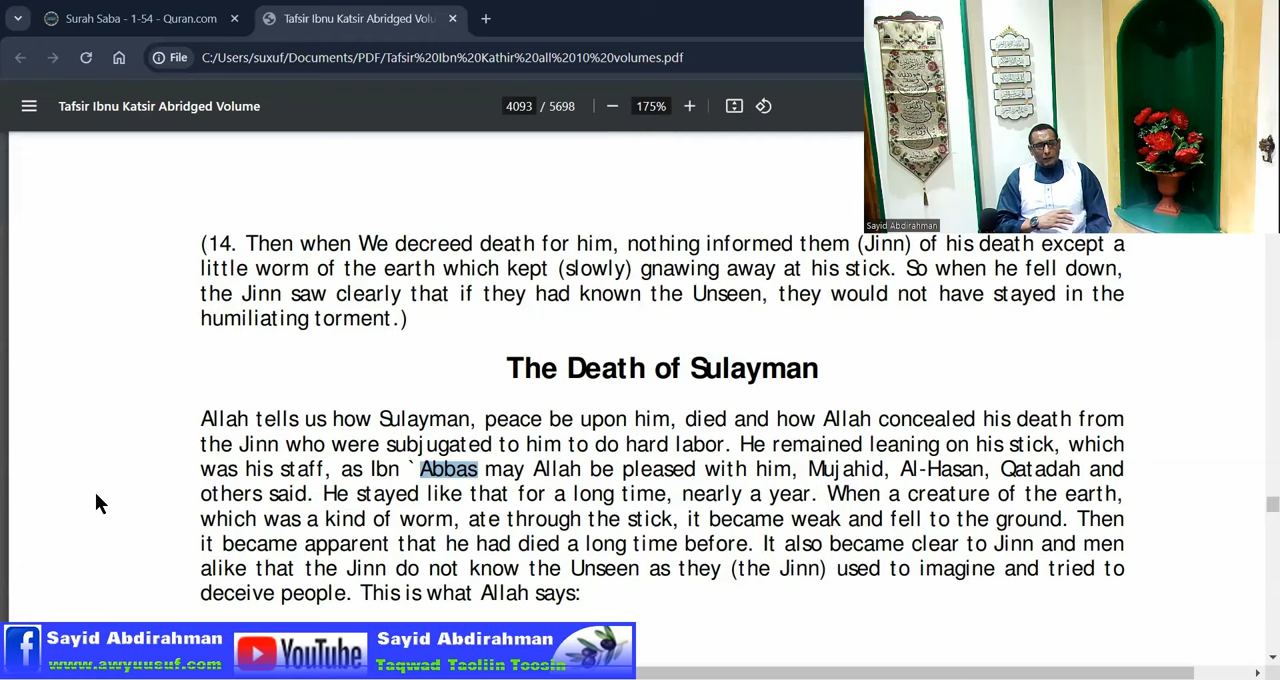 Surah Saba - 1-54 - Quran.com
Tafsir Ibnu Katsir Abridged Volu
File
C:/Users/suxuf/Documents/PDF/Tafsir%20Ibn%20Kathir%20all%2010%20volumes.pdf
Tafsir Ibnu Katsir Abridged Volume
4093 / 5698
175%
Sayid Abdirahman
(14. Then when We decreed death for him, nothing informed them (Jinn) of his death except a
little worm of the earth which kept (slowly) gnawing away at his stick. So when he fell down,
the Jinn saw clearly that if they had known the Unseen, they would not have stayed in the
humiliating torment.)
The Death of Sulayman
Allah tells us how Sulayman, peace be upon him, died and how Allah concealed his death from
the Jinn who were subjugated to him to do hard labor. He remained leaning on his stick, which
was his staff, as Ibn `Abbas may Allah be pleased with him, Mujahid, Al-Hasan, Qatadah and
others said. He stayed like that for a long time, nearly a year. When a creature of the earth,
which was a kind of worm, ate through the stick, it became weak and fell to the ground. Then
it became apparent that he had died a long time before. It also became clear to Jinn and men
alike that the Jinn do not know the Unseen as they (the Jinn) used to imagine and tried to
deceive people. This is what Allah says:
Sayid Abdirahman
www.awyuusuf.com
YouTube
Sayid Abdirahman
Taqwad Taoliin Toosin